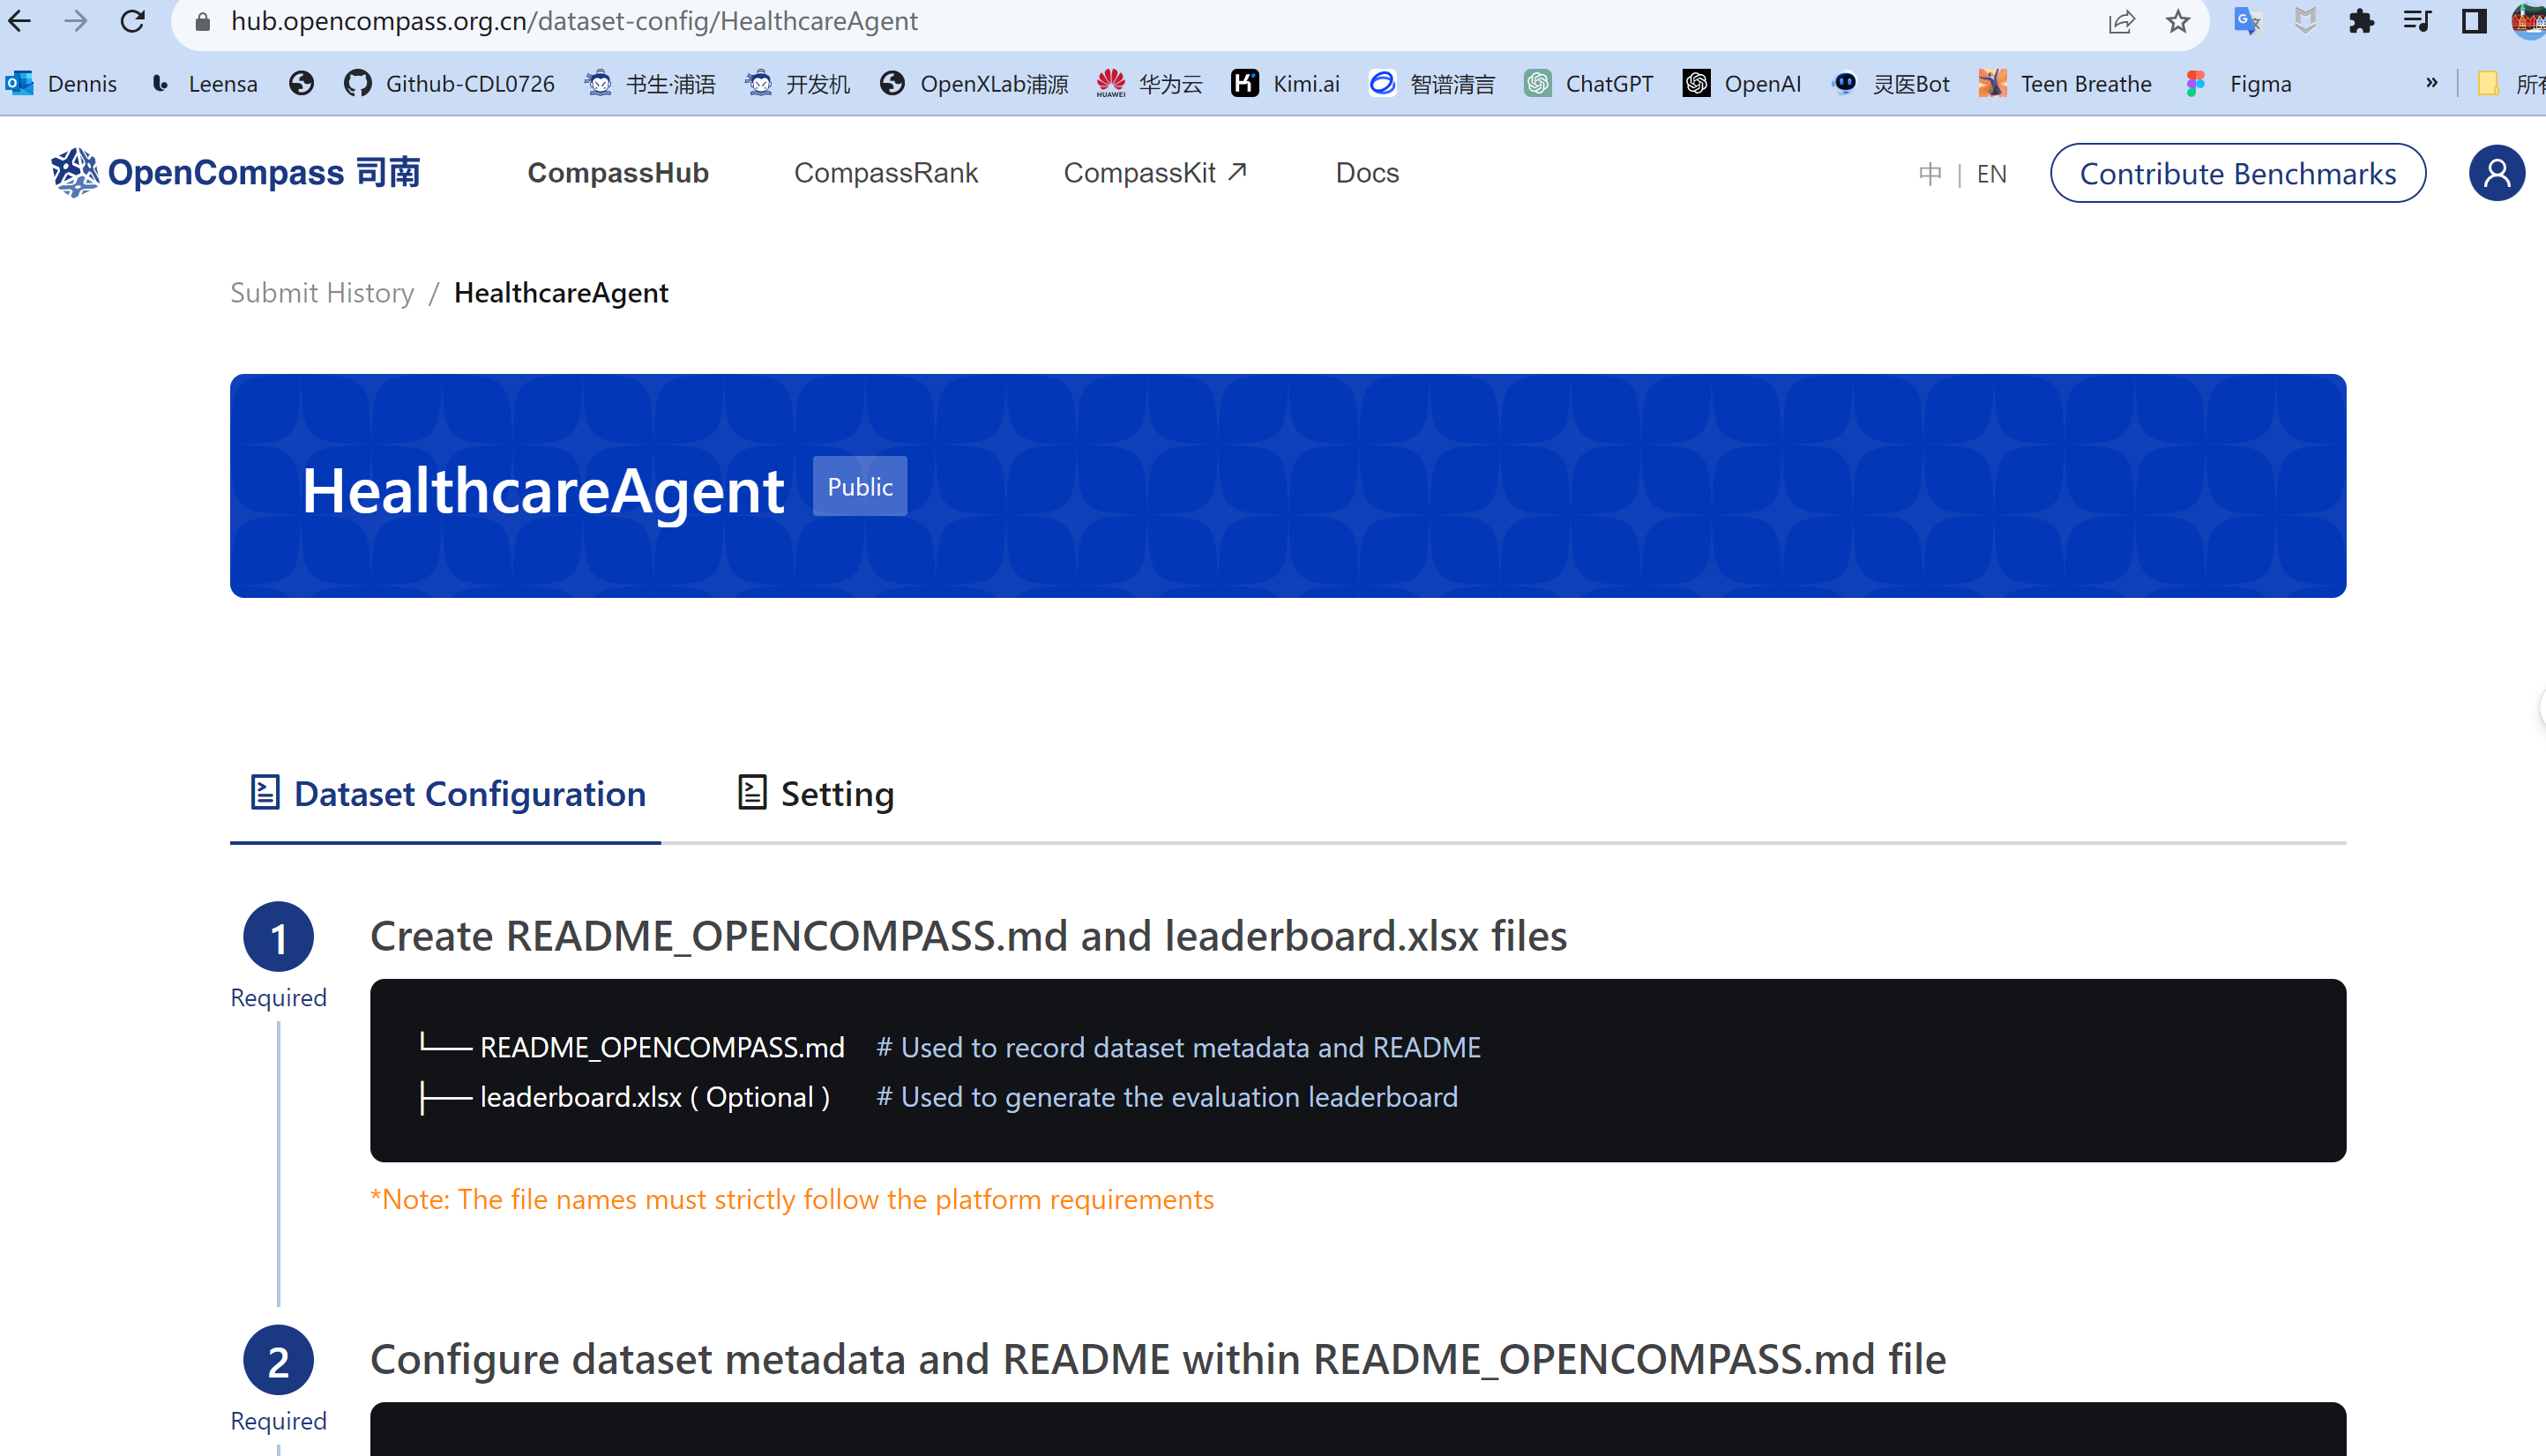 hub.opencompass.org.cn/dataset-config/HealthcareAgent
Dennis Leensa Github-CDL0726 书生·浦语 开发机 OpenXLab浦源 HUAWEI 华为云 Kimi.ai 智谱清言 ChatGPT OpenAI 灵医Bot Teen Breathe Figma » 所有
OpenCompass 司南 CompassHub CompassRank CompassKit ↗ Docs 中 | EN Contribute Benchmarks
Submit History / HealthcareAgent
HealthcareAgent Public
Dataset Configuration Setting
1 Create README_OPENCOMPASS.md and leaderboard.xlsx files
Required
└── README_OPENCOMPASS.md # Used to record dataset metadata and README
├── leaderboard.xlsx ( Optional ) # Used to generate the evaluation leaderboard
*Note: The file names must strictly follow the platform requirements
2 Configure dataset metadata and README within README_OPENCOMPASS.md file
Required